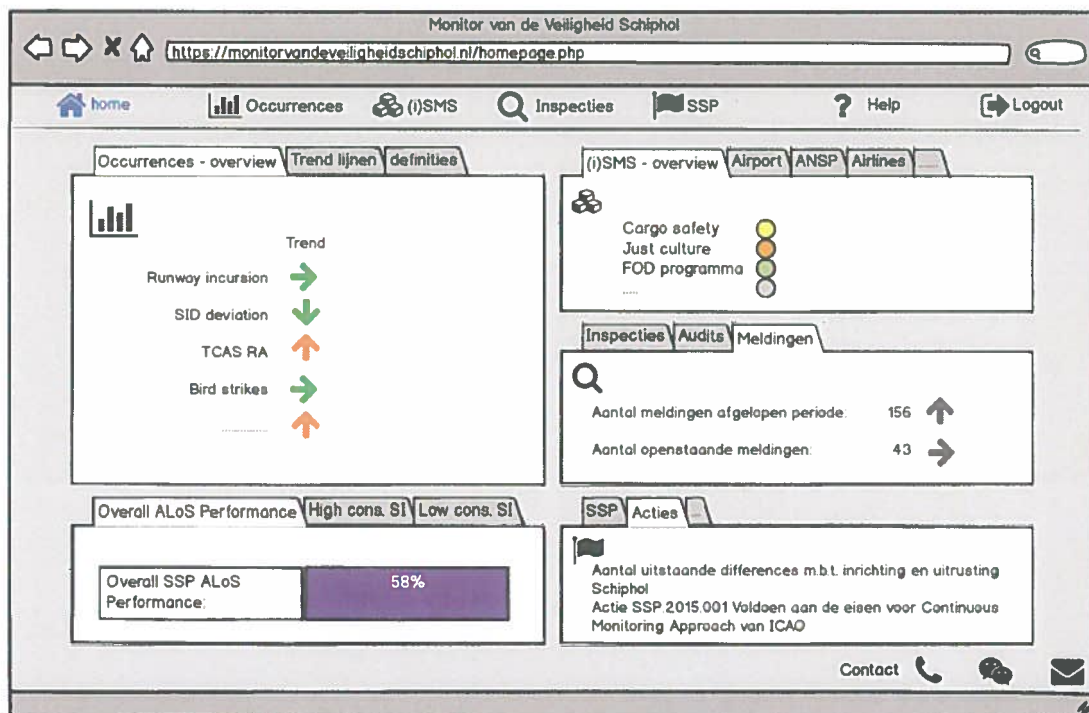 Monitor van de Veiligheid Schiphol
https://monitorvandeveiligheidschiphol.nl/homepage.php
home Occurrences (i)SMS Inspecties SSP ? Help Logout
Occurrences - overview Trend lijnen definities
Trend
Runway incursion
SID deviation
TCAS RA
Bird strikes
............
(i)SMS - overview Airport ANSP Airlines ....
Cargo safety
Just culture
FOD programma
.....
Inspecties Audits Meldingen
Aantal meldingen afgelopen periode: 156
Aantal openstaande meldingen: 43
Overall ALoS Performance High cons. SI Low cons. SI
Overall SSP ALoS
Performance:
58%
SSP Acties ...
Aantal uitstaande differences m.b.t. inrichting en uitrusting
Schiphol
Actie SSP.2015.001 Voldoen aan de eisen voor Continuous
Monitoring Approach van ICAO
Contact